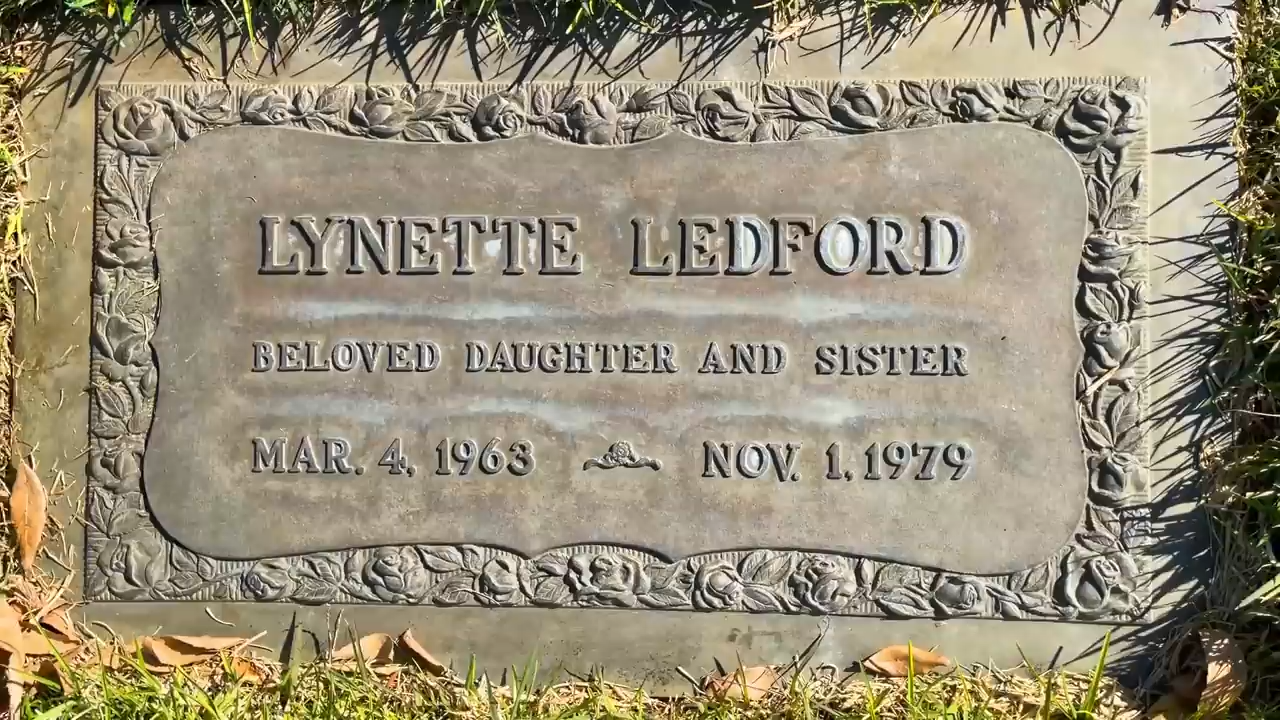 LYNETTE LEDFORD
BELOVED DAUGHTER AND SISTER
MAR. 4, 1963 NOV. 1, 1979